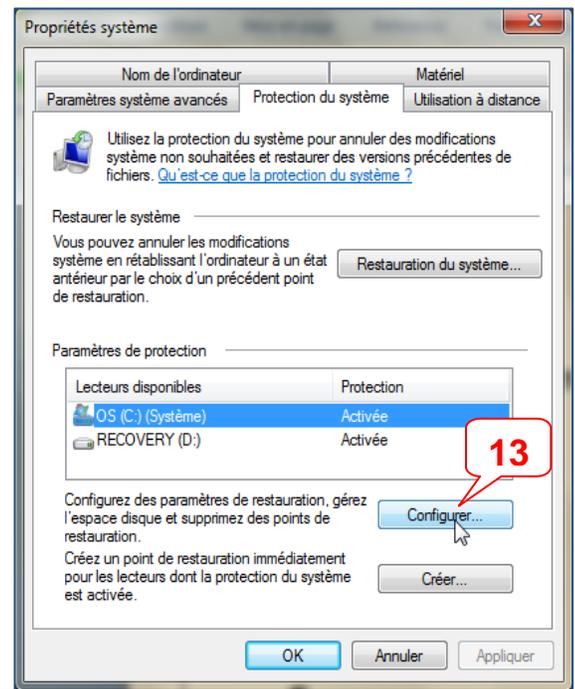 Propriétés système
x
Nom de l'ordinateur
Matériel
Paramètres système avancés
Protection du système
Utilisation à distance
Utilisez la protection du système pour annuler des modifications
système non souhaitées et restaurer des versions précédentes de
fichiers. Qu'est-ce que la protection du système ?
Restaurer le système
Vous pouvez annuler les modifications
système en rétablissant l'ordinateur à un état
antérieur par le choix d'un précédent point
de restauration.
Restauration du système...
Paramètres de protection
Lecteurs disponibles
Protection
OS (C:) (Système)
Activée
RECOVERY (D:)
Activée
13
Configurez des paramètres de restauration, gérez
l'espace disque et supprimez des points de
restauration.
Configurer...
Créez un point de restauration immédiatement
pour les lecteurs dont la protection du système
est activée.
Créer...
OK
Annuler
Appliquer